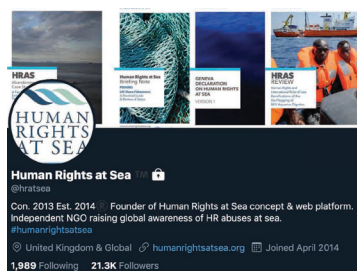 HRAS
Human Rights at Sea
Briefing Note
GENEVA
DECLARATION
ON HUMAN RIGHTS
AT SEA
VERSION 1
HRAS
REVIEW
HUMAN
RIGHTS
AT SEA
Human Rights at Sea TM
Con. 2013 Est. 2014 ® Founder of Human Rights at Sea concept & web platform.
Independent NGO raising global awareness of HR abuses at sea.
#humanrightsatsea
United Kingdom & Global humanrightsatsea.org Joined April 2014
1,989 Following 21.3K Followers